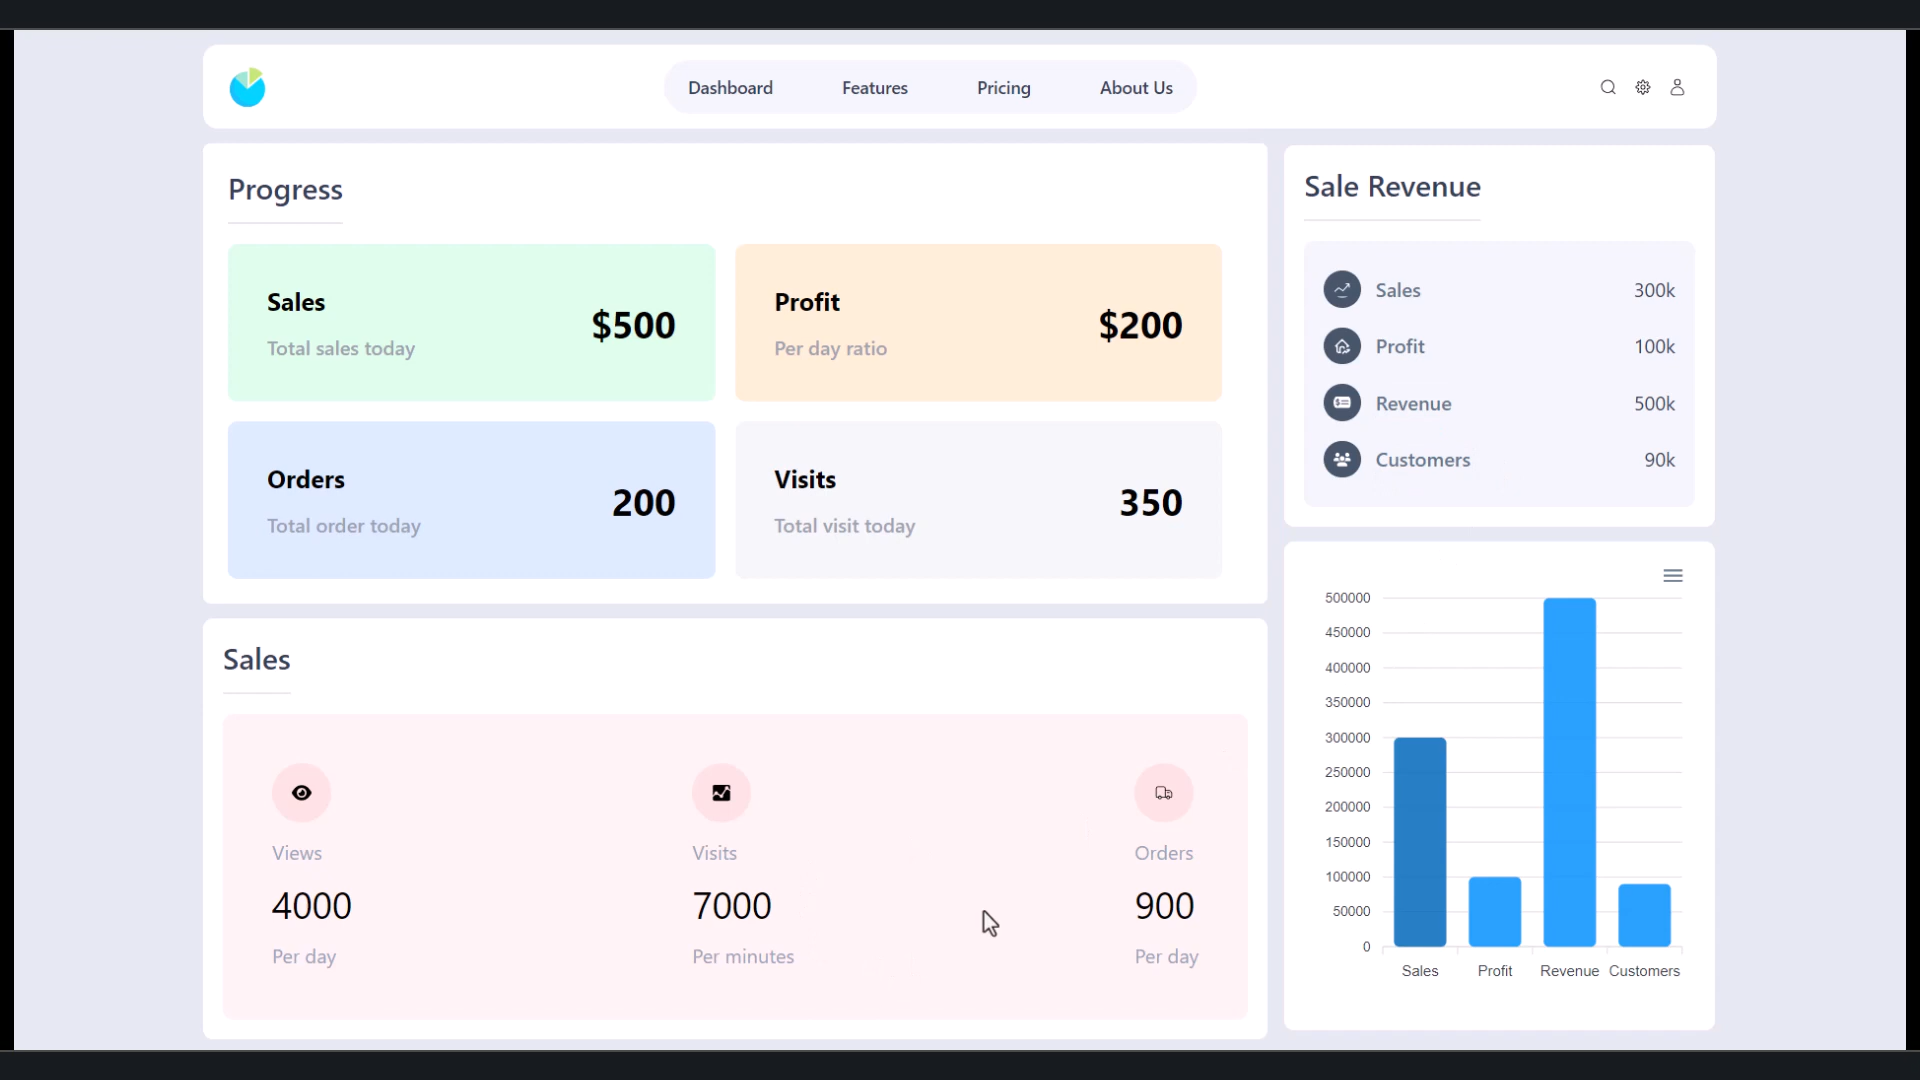 Dashboard Features Pricing About Us
Progress
Sales
Total sales today
$500
Profit
Per day ratio
$200
Orders
Total order today
200
Visits
Total visit today
350
Sales
Views
4000
Per day
Visits
7000
Per minutes
Orders
900
Per day
Sale Revenue
Sales 300k
Profit 100k
Revenue 500k
Customers 90k
500000
450000
400000
350000
300000
250000
200000
150000
100000
50000
0
Sales Profit Revenue Customers